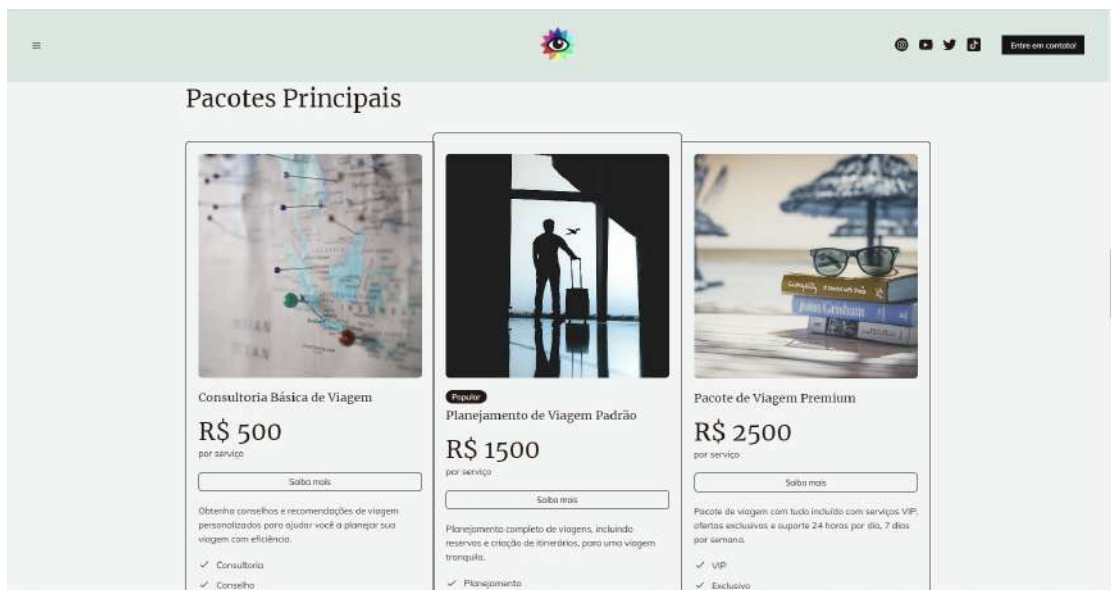 Entre em contato!
Pacotes Principais
Consultoria Básica de Viagem
R$ 500
por serviço
Saiba mais
Obtenha conselhos e recomendações de viagem
personalizados para ajudar você a planejar sua
viagem com eficiência.
✓ Consultoria
✓ Conselho
Popular
Planejamento de Viagem Padrão
R$ 1500
por serviço
Saiba mais
Planejamento completo de viagens, incluindo
reservas e criação de itinerários, para uma viagem
tranquila.
✓ Planejamento
John Grisham
Pacote de Viagem Premium
R$ 2500
por serviço
Saiba mais
Pacote de viagem com tudo incluído com serviços VIP,
ofertas exclusivas e suporte 24 horas por dia, 7 dias
por semana.
✓ VIP
✓ Exclusivo